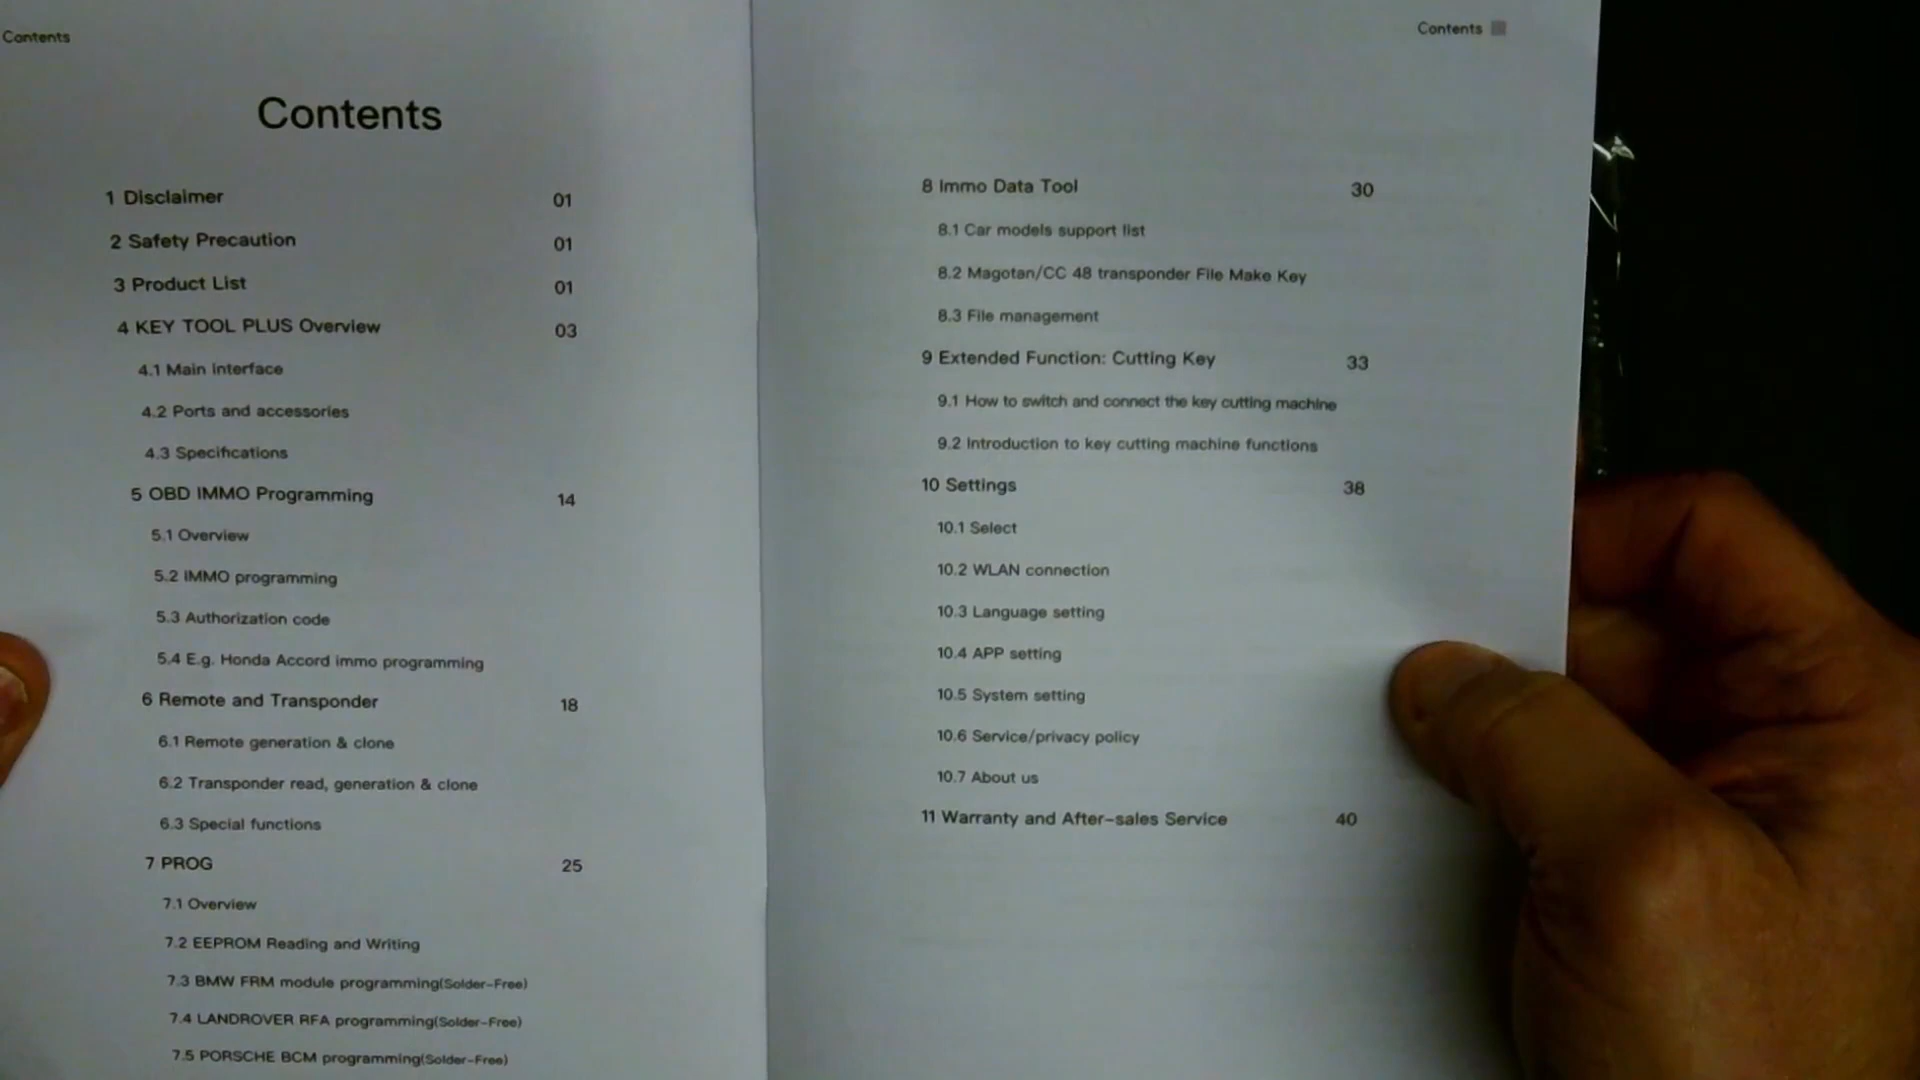 Contents
Contents
1 Disclaimer 01
2 Safety Precaution 01
3 Product List 01
4 KEY TOOL PLUS Overview 03
4.1 Main interface
4.2 Ports and accessories
4.3 Specifications
5 OBD IMMO Programming 14
5.1 Overview
5.2 IMMO programming
5.3 Authorization code
5.4 E.g. Honda Accord immo programming
6 Remote and Transponder 18
6.1 Remote generation & clone
6.2 Transponder read, generation & clone
6.3 Special functions
7 PROG 25
7.1 Overview
7.2 EEPROM Reading and Writing
7.3 BMW FRM module programming(Solder-Free)
7.4 LANDROVER RFA programming(Solder-Free)
7.5 PORSCHE BCM programming(Solder-Free)
Contents
8 Immo Data Tool 30
8.1 Car models support list
8.2 Magotan/CC 48 transponder File Make Key
8.3 File management
9 Extended Function: Cutting Key 33
9.1 How to switch and connect the key cutting machine
9.2 Introduction to key cutting machine functions
10 Settings 38
10.1 Select
10.2 WLAN connection
10.3 Language setting
10.4 APP setting
10.5 System setting
10.6 Service/privacy policy
10.7 About us
11 Warranty and After-sales Service 40